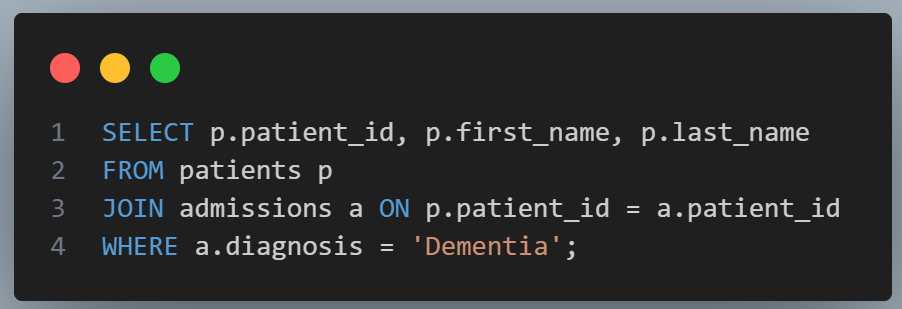 1 SELECT p.patient_id, p.first_name, p.last_name
2 FROM patients p
3 JOIN admissions a ON p.patient_id = a.patient_id
4 WHERE a.diagnosis = 'Dementia';